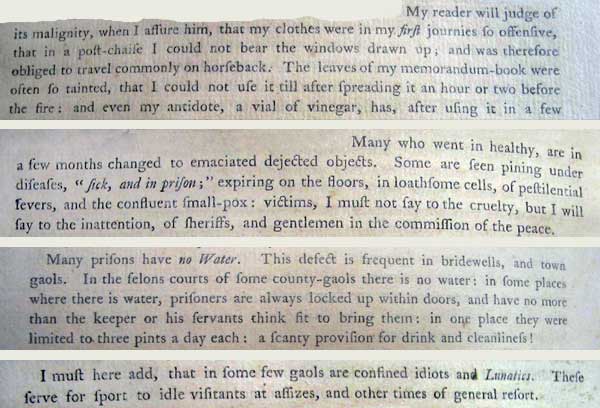 My reader will judge of
its malignity, when I aſſure him, that my clothes were in my firſt journies ſo offenſive,
that in a poſt-chaiſe I could not bear the windows drawn up; and was therefore
obliged to travel commonly on horſeback. The leaves of my memorandum-book were
often ſo tainted, that I could not uſe it till after ſpreading it an hour or two before
the fire: and even my antidote, a vial of vinegar, has, after uſing it in a few
Many who went in healthy, are in
a few months changed to emaciated dejected objects. Some are ſeen pining under
diſeaſes, "ſick, and in priſon;" expiring on the floors, in loathſome cells, of peſtilential
fevers, and the confluent ſmall-pox: victims, I muſt not ſay to the cruelty, but I will
ſay to the inattention, of ſheriffs, and gentlemen in the commiſſion of the peace.
Many priſons have no Water. This defect is frequent in bridewells, and town
gaols. In the felons courts of ſome county-gaols there is no water: in ſome places
where there is water, priſoners are always locked up within doors, and have no more
than the keeper or his ſervants think fit to bring them: in one place they were
limited to three pints a day each: a ſcanty proviſion for drink and cleanlineſs!
I muſt here add, that in ſome few gaols are confined idiots and Lunatics. Theſe
ſerve for ſport to idle viſitants at aſſizes, and other times of general reſort.